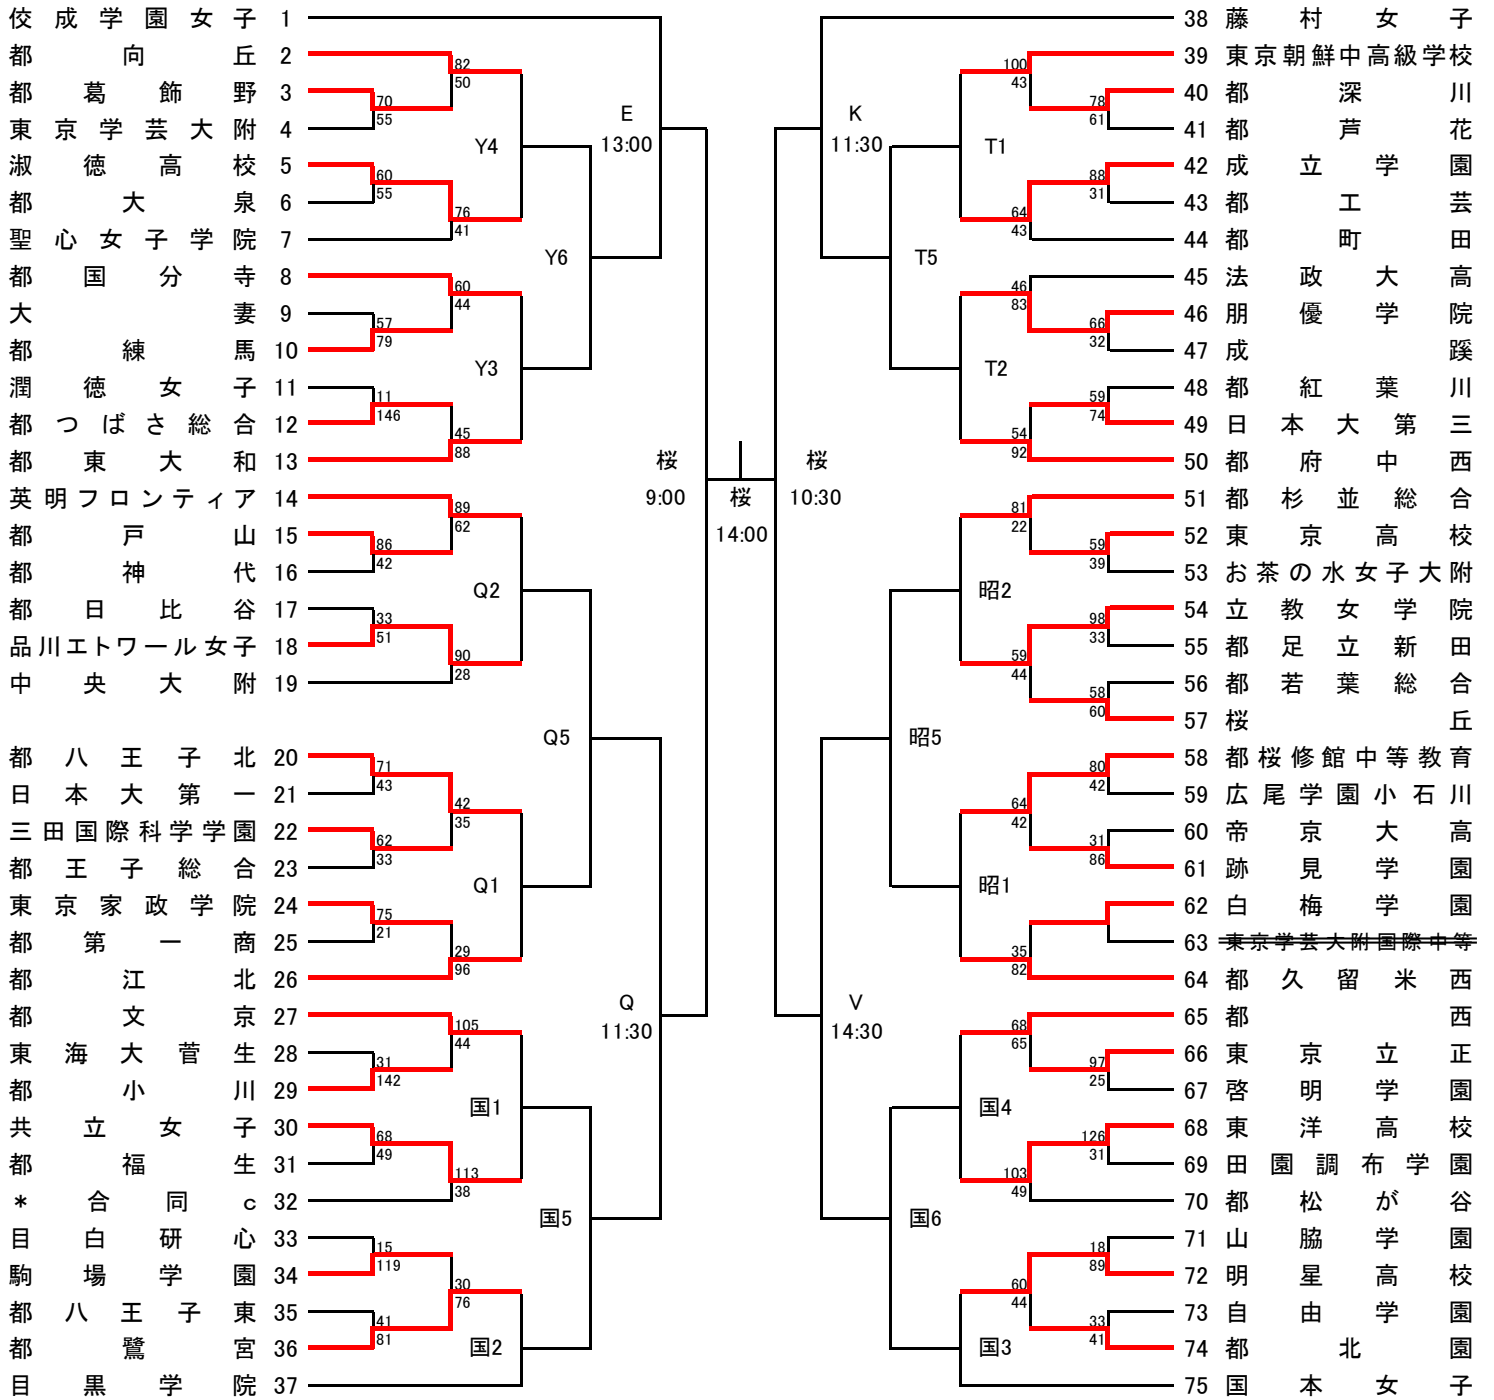 佼成学園女子 1
都向丘 2
82
50
都葛飾野 3
70
55
東京学芸大附 4
Y4
E
13:00
淑徳高校 5
60
55
都大泉 6
76
41
聖心女子学院 7
Y6
都国分寺 8
60
44
大妻 9
57
79
都練馬 10
Y3
潤徳女子 11
11
146
都つばさ総合 12
45
88
都東大和 13
桜
9:00
英明フロンティア 14
89
62
都戸山 15
86
42
都神代 16
Q2
都日比谷 17
33
51
品川エトワール女子 18
90
28
中央大附 19
Q5
都八王子北 20
71
43
日本大第一 21
42
35
三田国際科学学園 22
62
33
都王子総合 23
Q1
東京家政学院 24
75
21
都第一商 25
29
96
都江北 26
Q
11:30
都文京 27
105
44
東海大菅生 28
31
142
都小川 29
国1
共立女子 30
68
49
都福生 31
113
38
*合同c 32
国5
目白研心 33
15
119
駒場学園 34
30
76
都八王子東 35
41
81
都鷺宮 36
国2
目黒学院 37
桜
14:00
38 藤村女子
39 東京朝鮮中高級学校
100
43
40 都深川
78
61
41 都芦花
K
11:30
T1
42 成立学園
88
31
43 都工芸
64
43
44 都町田
T5
45 法政大高
46
83
46 朋優学院
66
32
47 成蹊
T2
48 都紅葉川
59
74
49 日本大第三
54
92
50 都府中西
桜
10:30
51 都杉並総合
81
22
52 東京高校
59
39
53 お茶の水女子大附
昭2
54 立教女学院
98
33
55 都足立新田
59
44
56 都若葉総合
58
60
57 桜丘
昭5
58 都桜修館中等教育
80
42
59 広尾学園小石川
64
42
60 帝京大高
31
86
61 跡見学園
昭1
62 白梅学園
63 東京学芸大附国際中等
35
82
64 都久留米西
V
14:30
65 都西
68
65
66 東京立正
97
25
67 啓明学園
国4
68 東洋高校
126
31
69 田園調布学園
103
49
70 都松が谷
国6
71 山脇学園
18
89
72 明星高校
60
44
73 自由学園
33
41
74 都北園
国3
75 国本女子